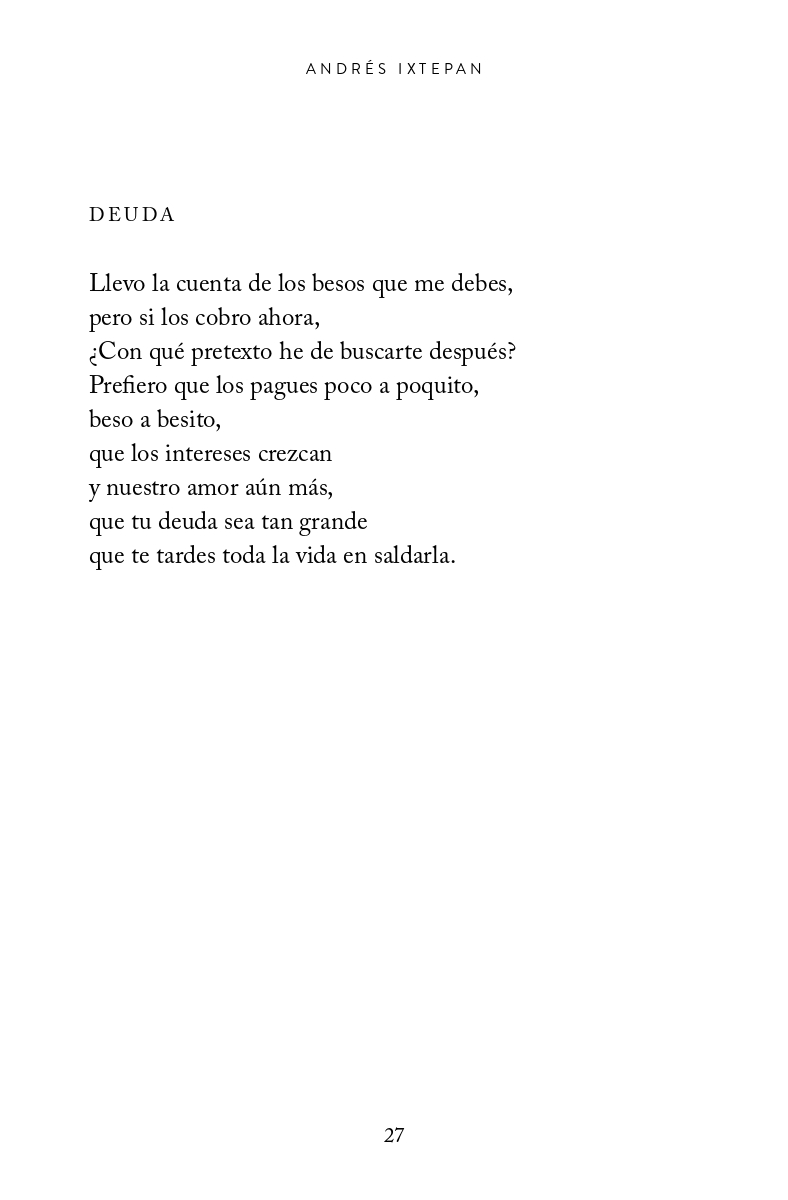 ANDRÉS IXTEPAN
DEUDA
Llevo la cuenta de los besos que me debes,
pero si los cobro ahora,
¿Con qué pretexto he de buscarte después?
Prefiero que los pagues poco a poquito,
beso a besito,
que los intereses crezcan
y nuestro amor aún más,
que tu deuda sea tan grande
que te tardes toda la vida en saldarla.
27